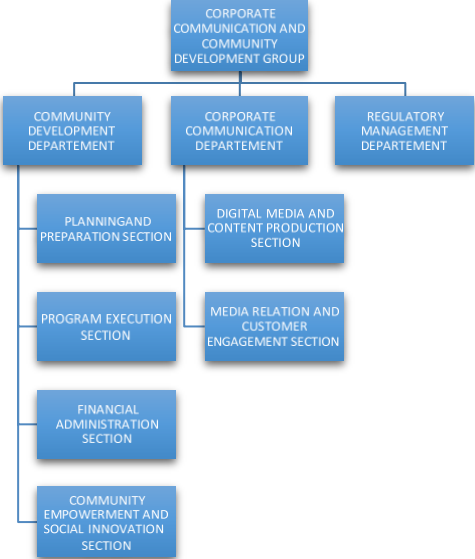 CORPORATE
COMMUNICATION AND
COMMUNITY
DEVELOPMENT GROUP
COMMUNITY
DEVELOPMENT
DEPARTEMENT
CORPORATE
COMMUNICATION
DEPARTEMENT
REGULATORY
MANAGEMENT
DEPARTEMENT
PLANNINGAND
PREPARATION SECTION
DIGITAL MEDIA AND
CONTENT PRODUCTION
SECTION
PROGRAM EXECUTION
SECTION
MEDIA RELATION AND
CUSTOMER
ENGAGEMENT SECTION
FINANCIAL
ADMINISTRATION
SECTION
COMMUNITY
EMPOWERMENT AND
SOCIAL INNOVATION
SECTION